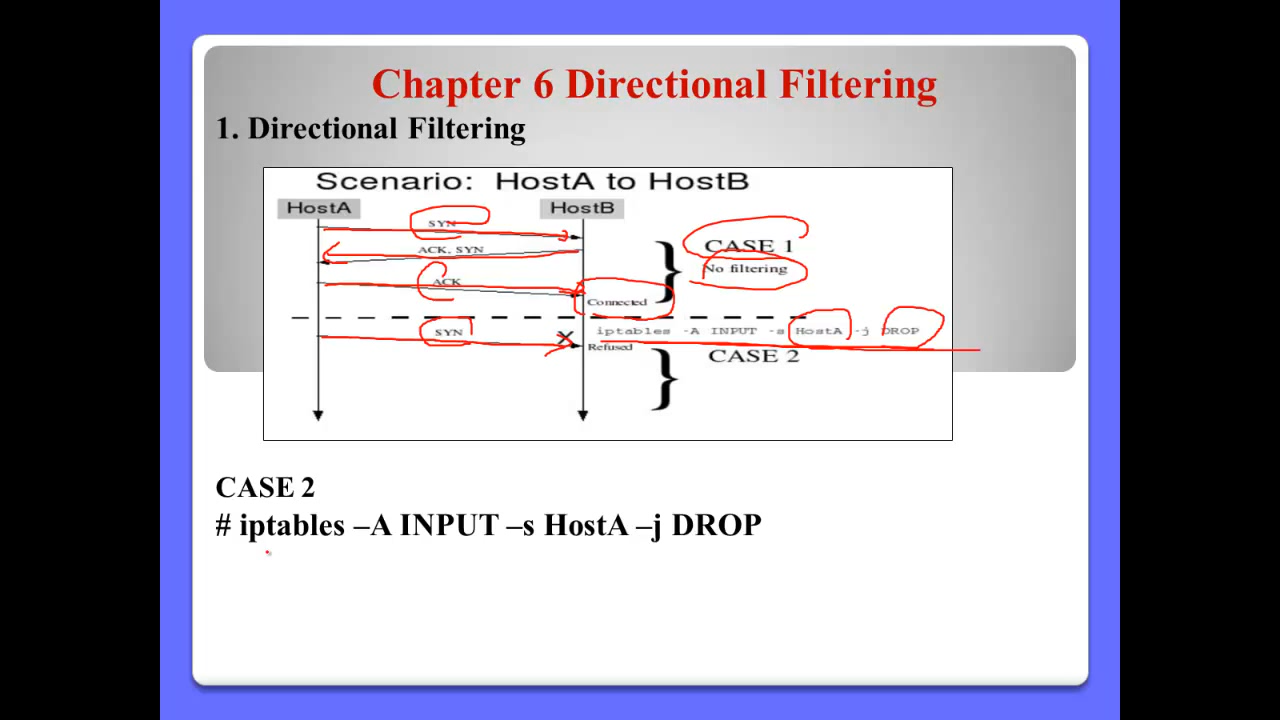 Chapter 6 Directional Filtering
1. Directional Filtering
Scenario: HostA to HostB
HostA HostB
SYN
ACK, SYN
CASE 1
No filtering
ACK
Connected
SYN
X
iptables -A INPUT -s HostA -j DROP
Refused
CASE 2
CASE 2
# iptables –A INPUT –s HostA –j DROP